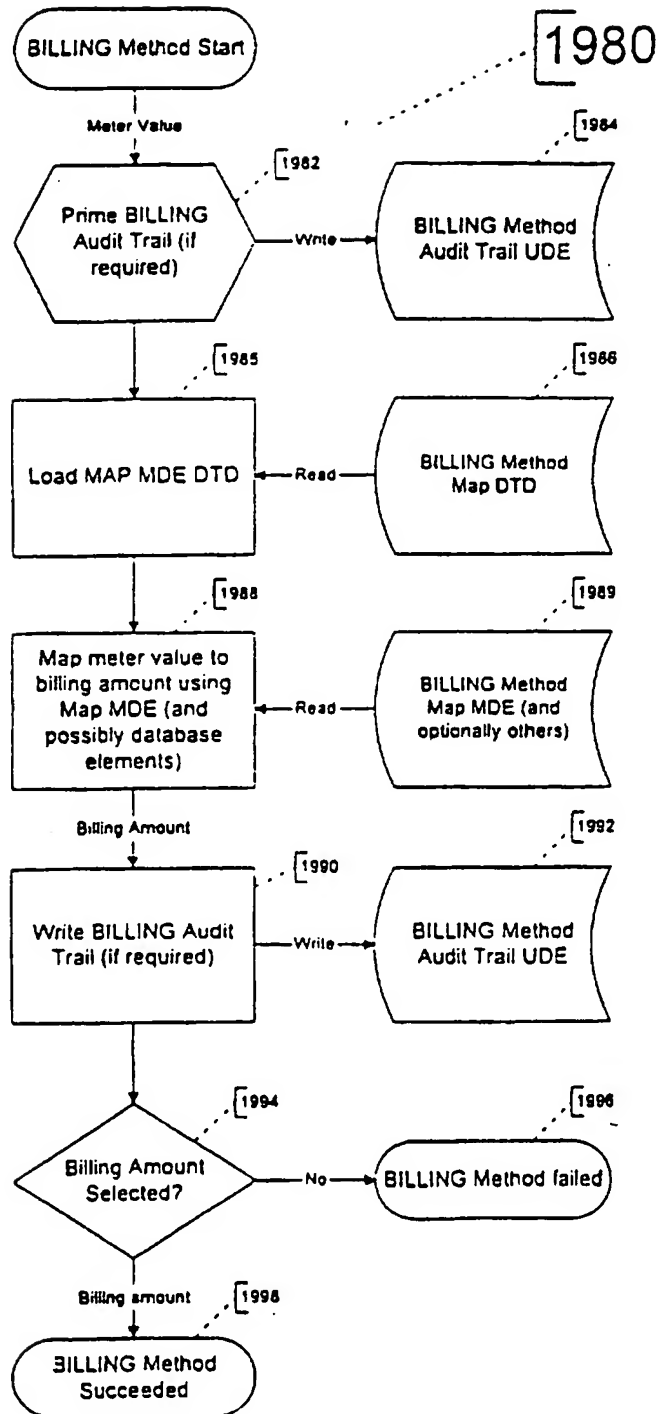 BILLING Method Start
1980
Meter Value
1982
1984
Prime BILLING
Audit Trail (if
required)
Write
BILLING Method
Audit Trail UDE
1985
1986
Load MAP MDE DTD
Read
BILLING Method
Map DTD
1988
1989
Map meter value to
billing amount using
Map MDE (and
possibly database
elements)
Read
BILLING Method
Map MDE (and
optionally others)
Billing Amount
1990
1992
Write BILLING Audit
Trail (if required)
Write
BILLING Method
Audit Trail UDE
1994
1996
Billing Amount
Selected?
No
BILLING Method failed
Billing amount
1998
BILLING Method
Succeeded